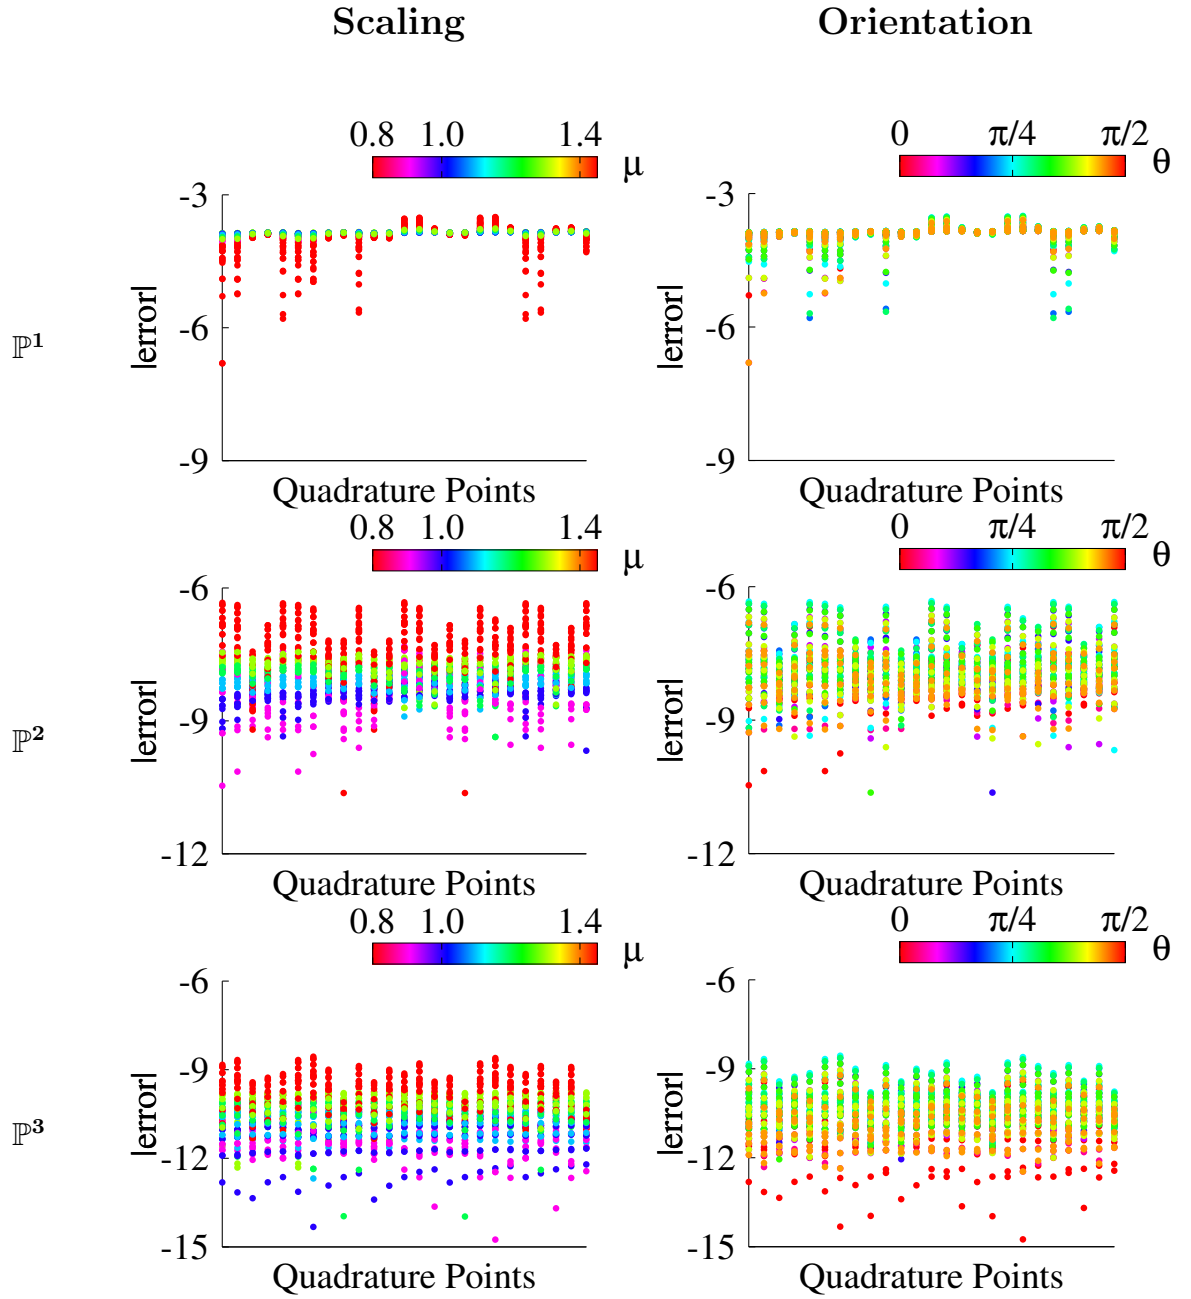 Scaling Orientation
0.8 1.0 1.4 μ
0 π/4 π/2 θ
ℙ¹
|error|
-3
-6
-9
Quadrature Points
|error|
-3
-6
-9
Quadrature Points
0.8 1.0 1.4 μ
0 π/4 π/2 θ
ℙ²
|error|
-6
-9
-12
Quadrature Points
|error|
-6
-9
-12
Quadrature Points
0.8 1.0 1.4 μ
0 π/4 π/2 θ
ℙ³
|error|
-6
-9
-12
-15
Quadrature Points
|error|
-6
-9
-12
-15
Quadrature Points